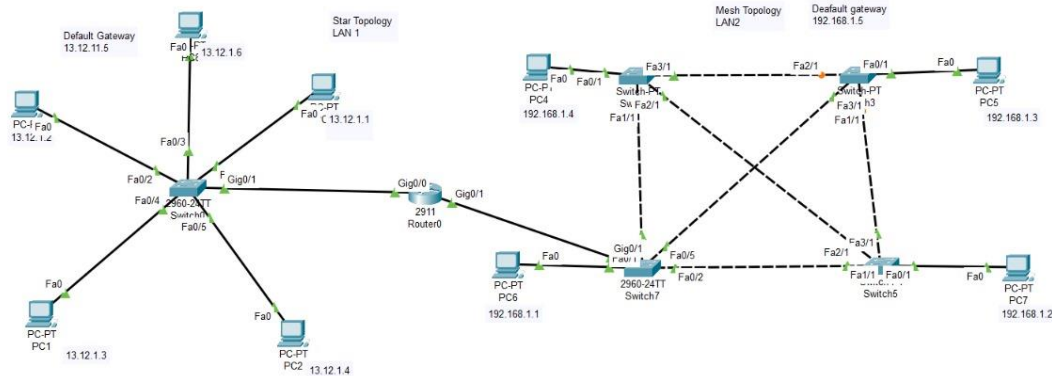 Default Gateway
13.12.11.5
Star Topology
LAN 1
Mesh Topology
LAN2
Deafault gateway
192.168.1.5
Fa0
13.12.1.6
PC-PT
Fa0
13.12.1.1
Fa0
13.12.1.2
Fa0/3
Fa0/2
Fa0/4
Gig0/1
2960-24TT
Fa0/5
Fa0
PC-PT
PC1
13.12.1.3
Fa0
PC-PT
PC2
13.12.1.4
Gig0/0
Gig0/1
2911
Router0
PC4
Fa0
Fa0/1
192.168.1.4
Fa3/1
Switch-PT
Fa2/1
Fa1/1
Fa2/1
Fa0/1
Switch-PT
Fa3/1
Fa1/1
Fa0
PC-PT
PC5
192.168.1.3
PC-PT
PC6
Fa0
192.168.1.1
Gig0/1
Fa0/1
Fa0/5
Fa0/2
2960-24TT
Switch7
Fa3/1
Fa2/1
Fa1/1
Fa0/1
Switch5
Fa0
PC-PT
PC7
192.168.1.2